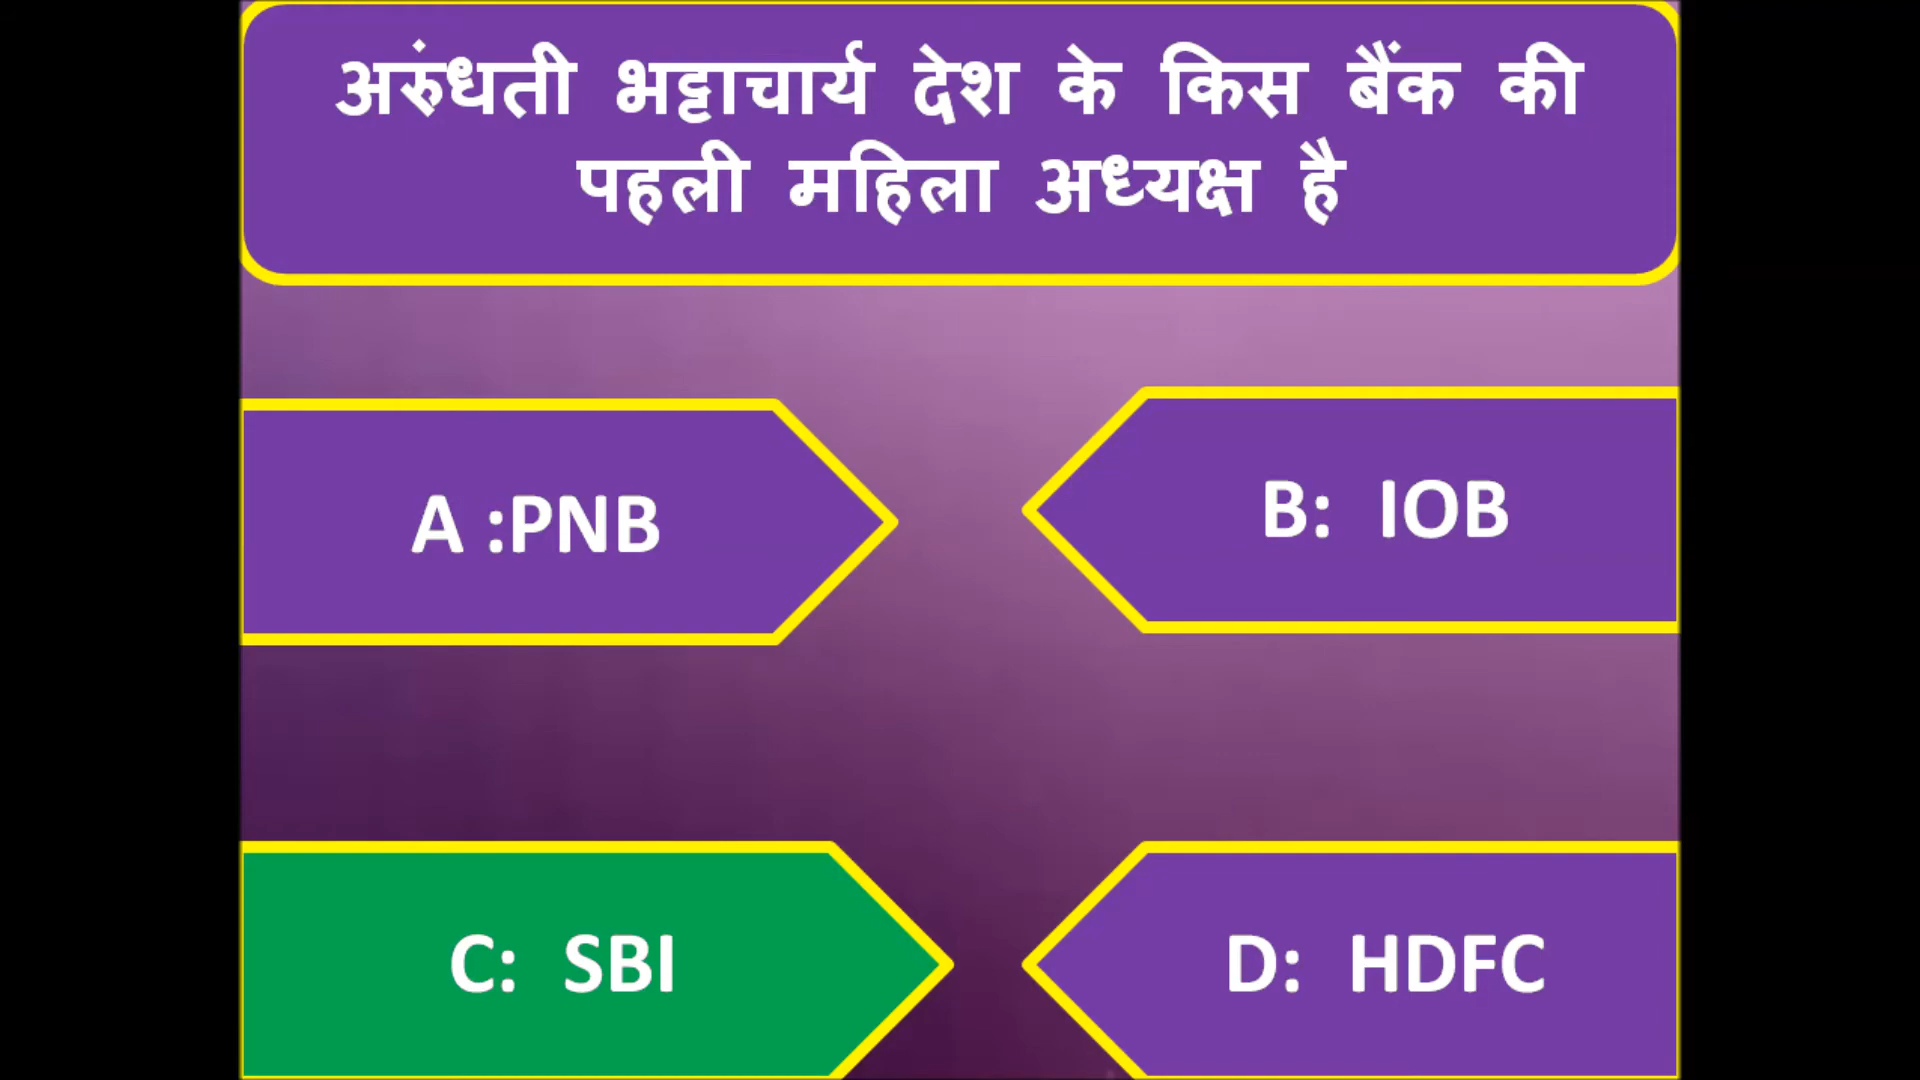 अरुंधती भट्टाचार्य देश के किस बैंक की
पहली महिला अध्यक्ष है
A :PNB
B: IOB
C: SBI
D: HDFC